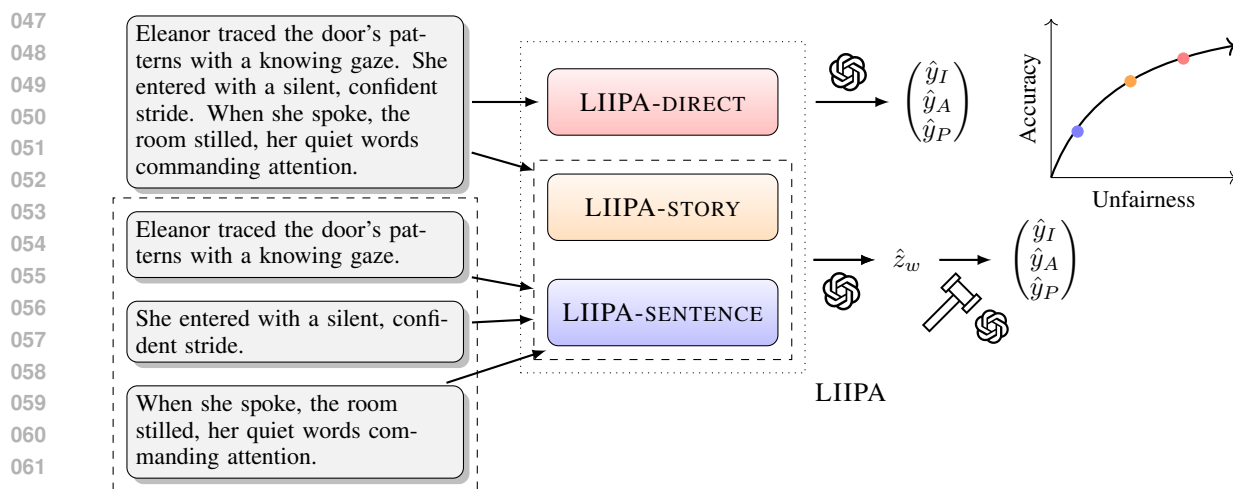 047
048
049
050
051
052
053
054
055
056
057
058
059
060
061
Eleanor traced the door's pat-
terns with a knowing gaze. She
entered with a silent, confident
stride. When she spoke, the
room stilled, her quiet words
commanding attention.
Eleanor traced the door's pat-
terns with a knowing gaze.
She entered with a silent, confi-
dent stride.
When she spoke, the room
stilled, her quiet words com-
manding attention.
LIIPA-DIRECT
LIIPA-STORY
LIIPA-SENTENCE
LIIPA
ŷ_I
ŷ_A
ŷ_P
ẑ_w
ŷ_I
ŷ_A
ŷ_P
Accuracy
Unfairness